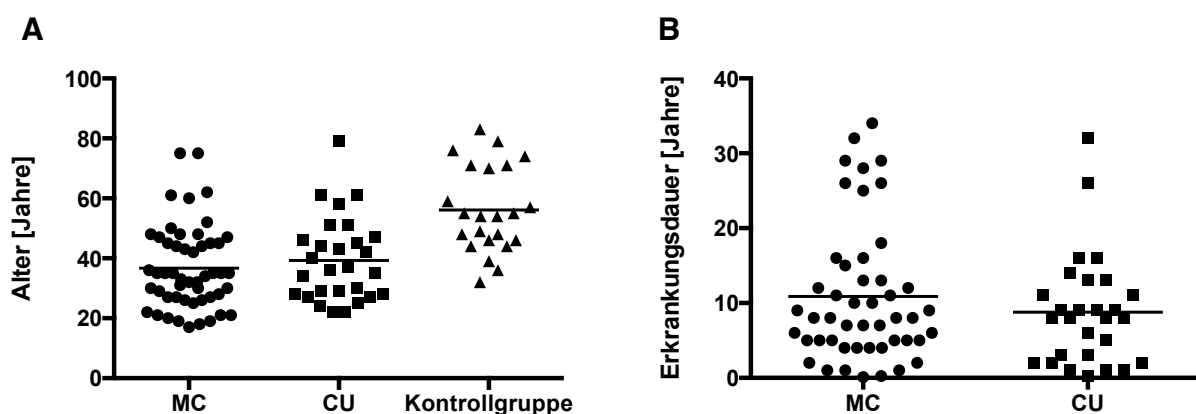 A
Alter [Jahre]
100
80
60
40
20
0
MC CU Kontrollgruppe
B
Erkrankungsdauer [Jahre]
40
30
20
10
0
MC CU